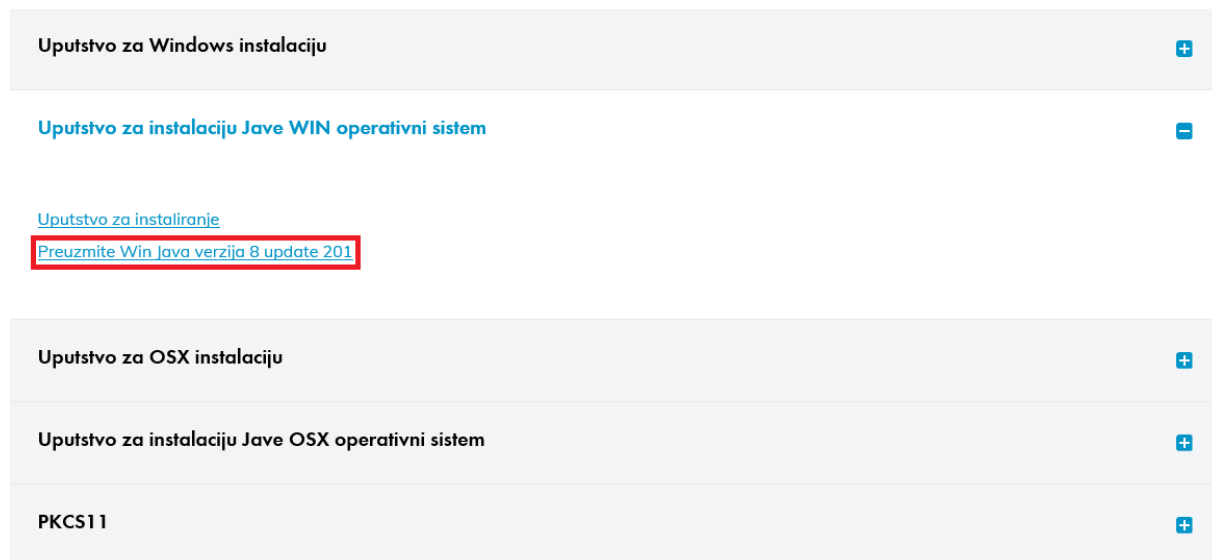 Uputstvo za Windows instalaciju
Uputstvo za instalaciju Jave WIN operativni sistem
Uputstvo za instaliranje
Preuzmite Win Java verzija 8 update 201
Uputstvo za OSX instalaciju
Uputstvo za instalaciju Jave OSX operativni sistem
PKCS11